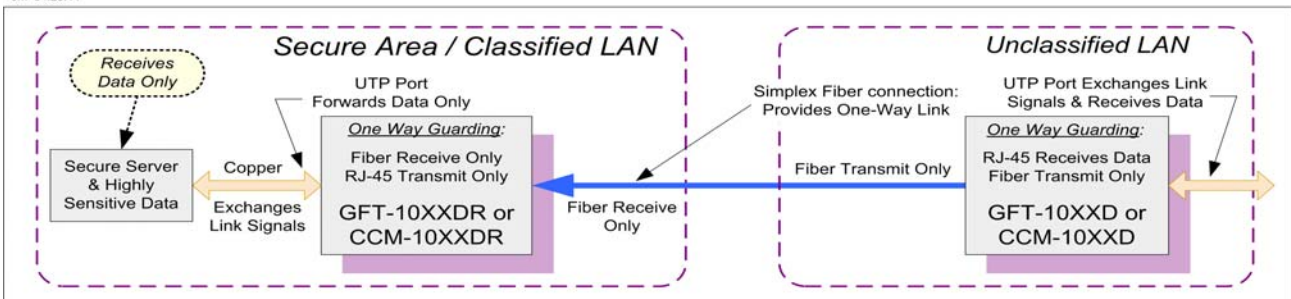 Secure Area / Classified LAN
Receives
Data Only
UTP Port
Forwards Data Only
One Way Guarding:
Fiber Receive Only
RJ-45 Transmit Only
GFT-10XXDR or
CCM-10XXDR
Secure Server
& Highly
Sensitive Data
Copper
Exchanges
Link Signals
Simplex Fiber connection:
Provides One-Way Link
Fiber Receive
Only
Fiber Transmit Only
Unclassified LAN
UTP Port Exchanges Link
Signals & Receives Data
One Way Guarding:
RJ-45 Receives Data
Fiber Transmit Only
GFT-10XXD or
CCM-10XXD